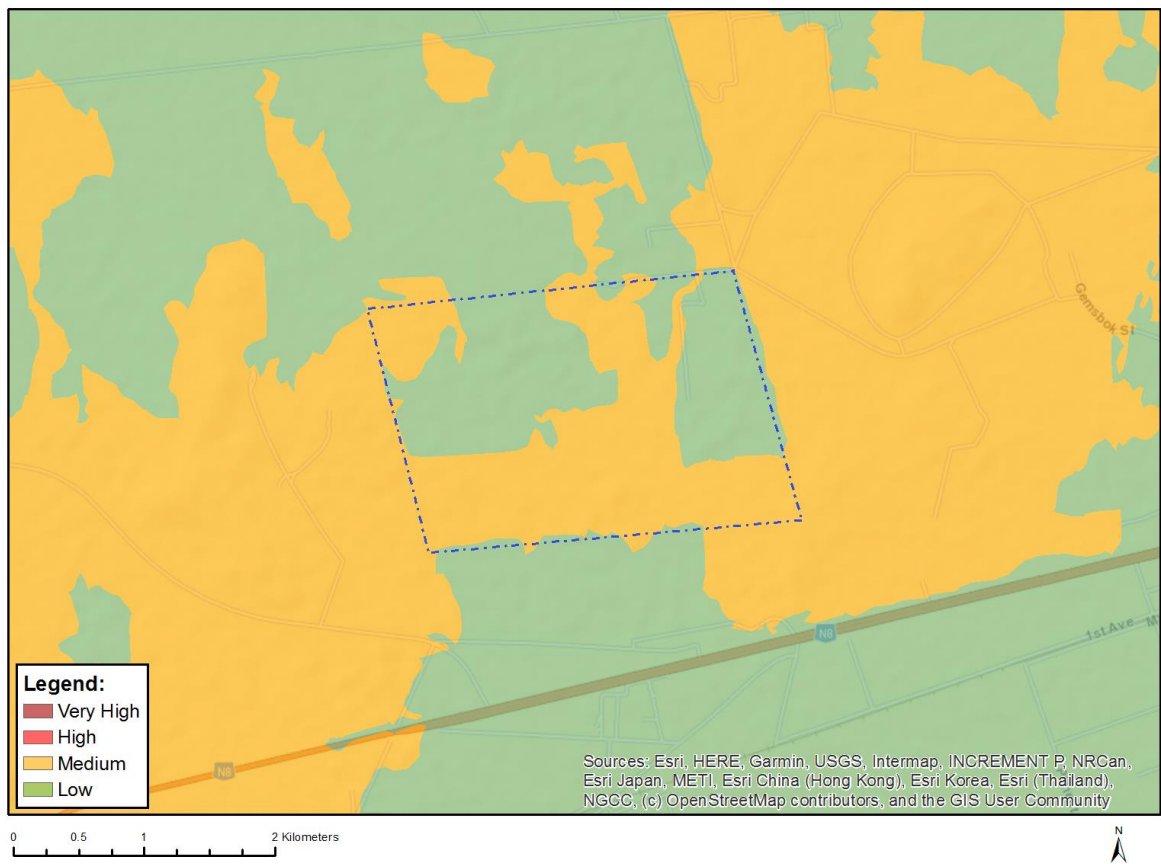 Gemsbok St
N8
1st Ave
N8
Legend:
Very High
High
Medium
Low
Sources: Esri, HERE, Garmin, USGS, Intermap, INCREMENT P, NRCan,
Esri Japan, METI, Esri China (Hong Kong), Esri Korea, Esri (Thailand),
NGCC, (c) OpenStreetMap contributors, and the GIS User Community
0 0.5 1 2 Kilometers
N